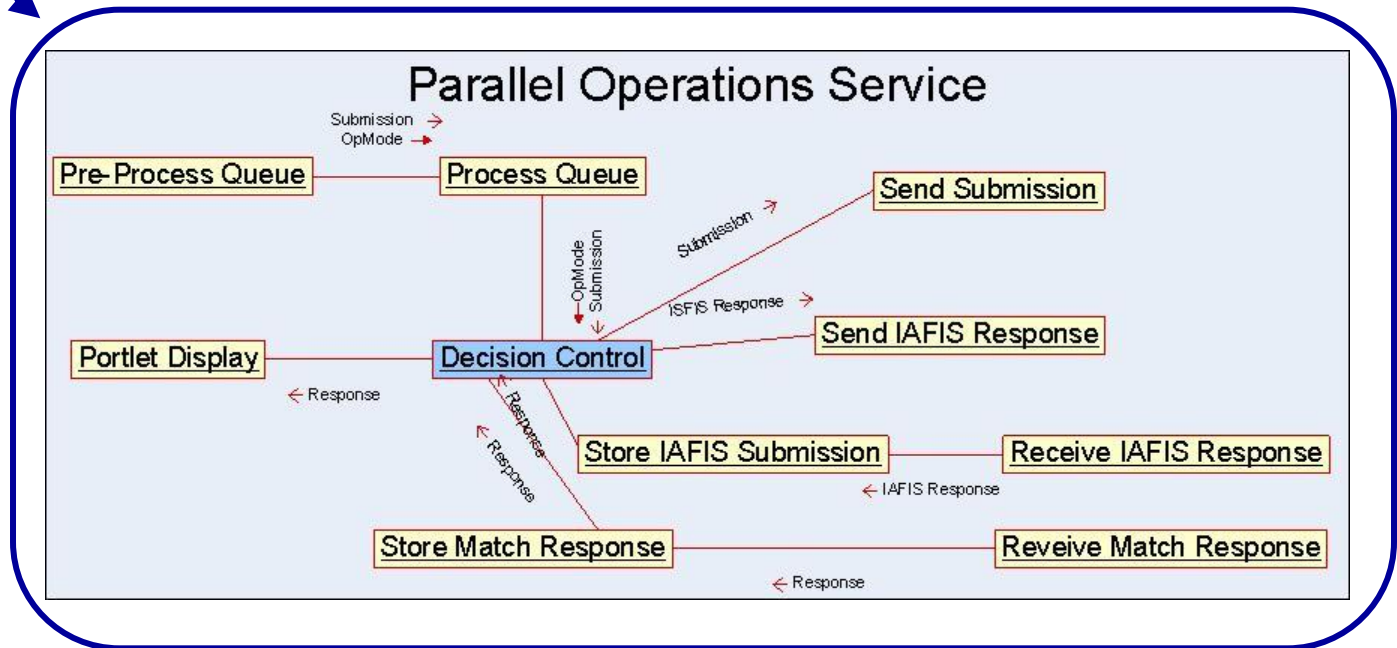 Parallel Operations Service
Submission
OpMode
Pre-Process Queue
Process Queue
Send Submission
Submission
OpMode
Submission
ISFIS Response
Send IAFIS Response
Portlet Display
Decision Control
Response
Response
Response
Store IAFIS Submission
Receive IAFIS Response
IAFIS Response
Store Match Response
Reveive Match Response
Response